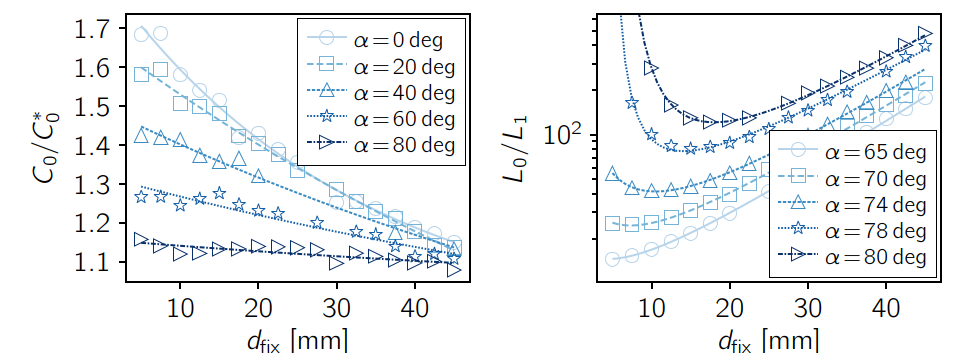 C₀/C₀*
1.7
1.6
1.5
1.4
1.3
1.2
1.1
10 20 30 40
d_fix [mm]
α = 0 deg
α = 20 deg
α = 40 deg
α = 60 deg
α = 80 deg
L₀/L₁
10²
10 20 30 40
d_fix [mm]
α = 65 deg
α = 70 deg
α = 74 deg
α = 78 deg
α = 80 deg